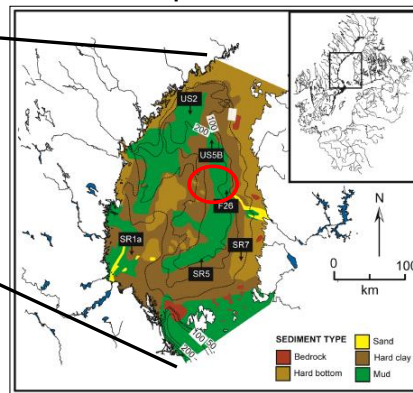 US2
100
200
US5B
F26
SR1a
SR7
SR5
200
100
50
N
0 100
km
SEDIMENT TYPE
Bedrock
Hard bottom
Sand
Hard clay
Mud